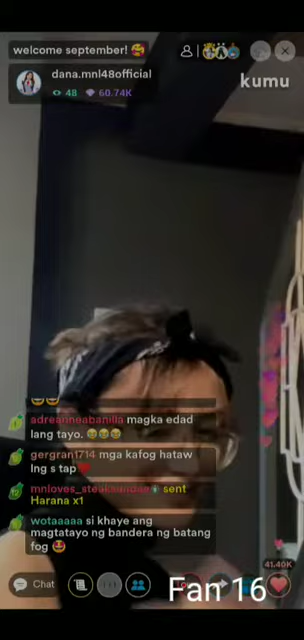 welcome september! 🥰
dana.mnl48official
48 60.74K
kumu
😎😎
adreanneabanilla magka edad
lang tayo. 😂😂😂
gergran1714 mga kafog hataw
lng s tap❤️
sent
Harana x1
wotaaaaa si khaye ang
magtatayo ng bandera ng batang
fog 🤩
41.40K
Chat
Fan 16